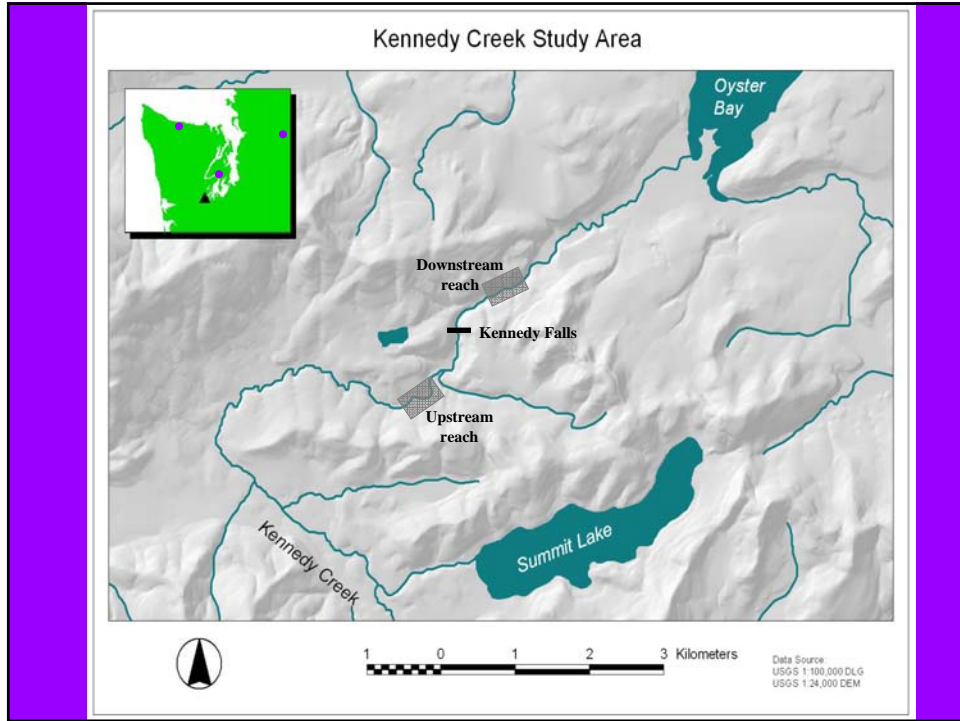 Kennedy Creek Study Area
Oyster
Bay
Downstream
reach
Kennedy Falls
Upstream
reach
Kennedy Creek
Summit Lake
1 0 1 2 3 Kilometers
Data Source:
USGS 1:100,000 DLG
USGS 1:24,000 DEM